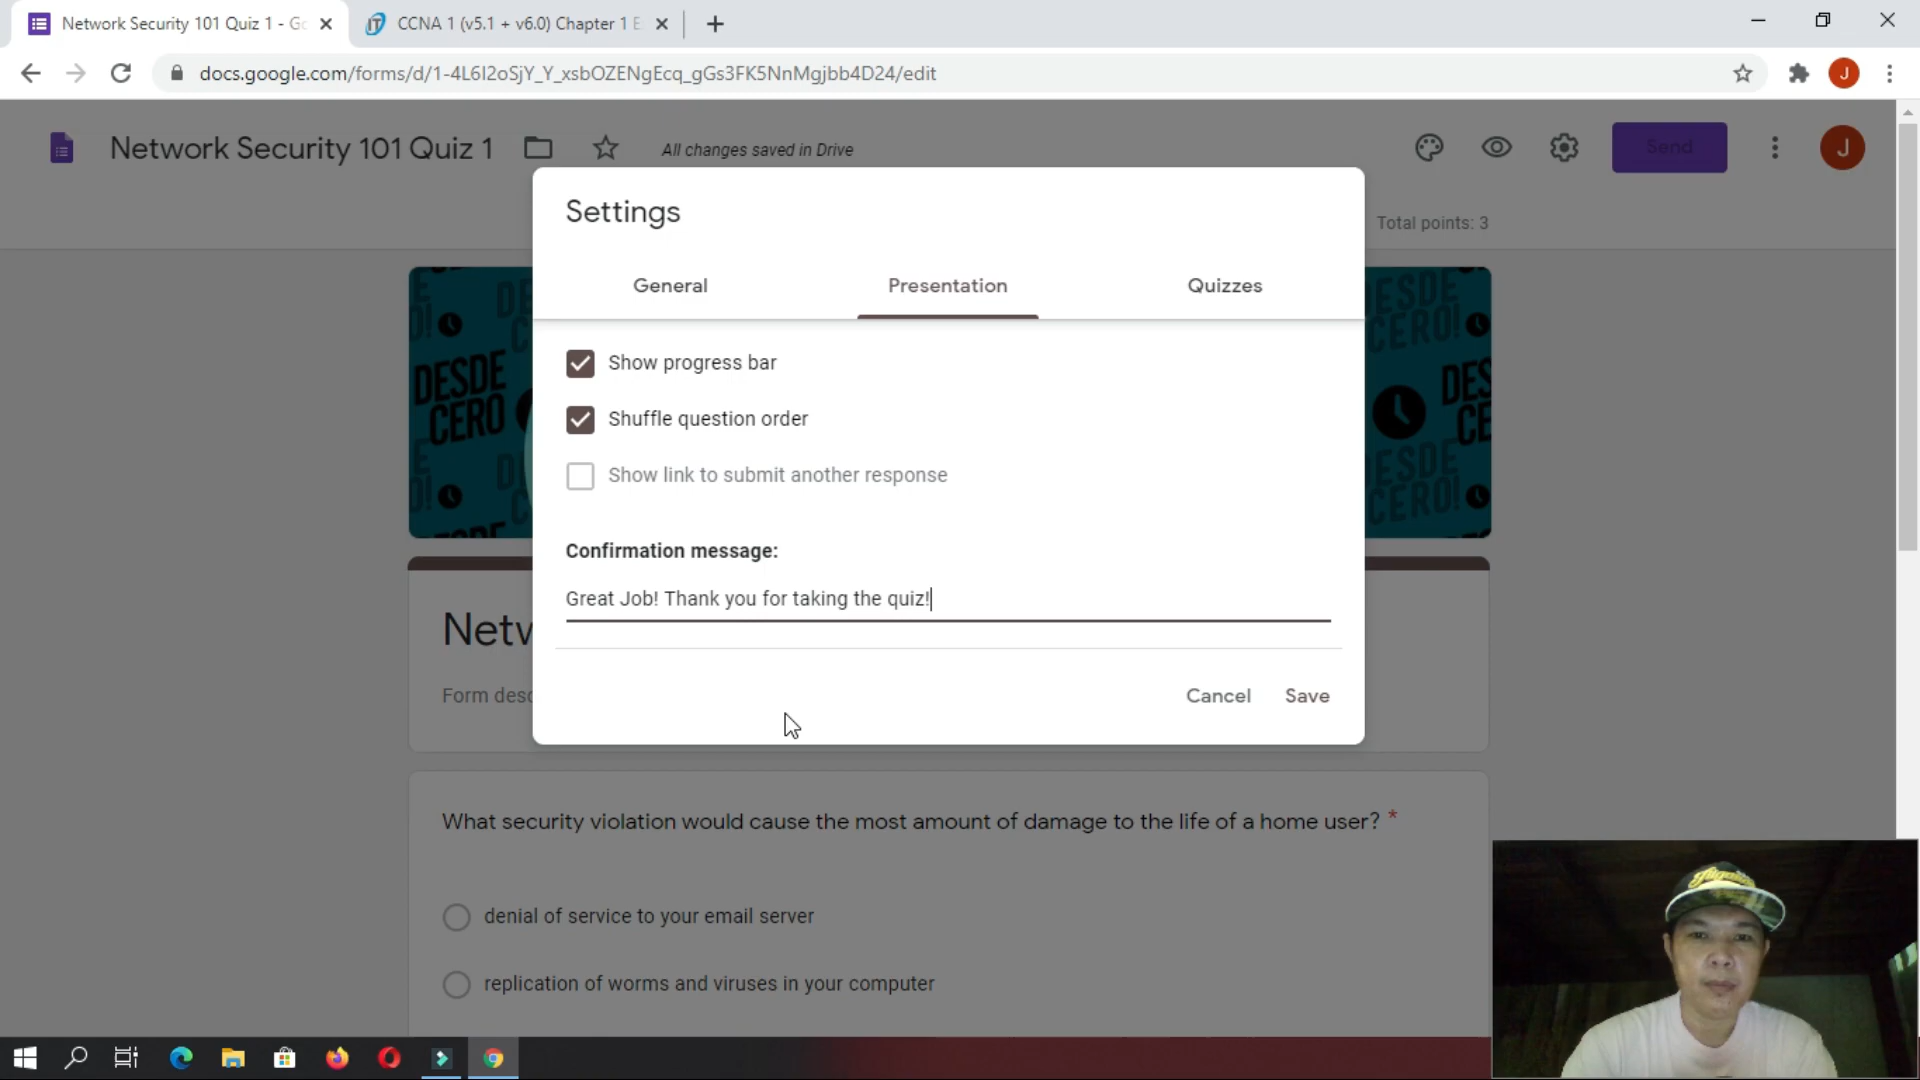 Network Security 101 Quiz 1 - Go
CCNA 1 (v5.1 + v6.0) Chapter 1 E
docs.google.com/forms/d/1-4L6I2oSjY_Y_xsbOZENgEcq_gGs3FK5NnMgjbb4D24/edit
J
Network Security 101 Quiz 1
All changes saved in Drive
Send
J
Total points: 3
Settings
General
Presentation
Quizzes
Show progress bar
Shuffle question order
Show link to submit another response
Confirmation message:
Great Job! Thank you for taking the quiz!
Cancel
Save
DESDE
CERO
Netw
Form desc
What security violation would cause the most amount of damage to the life of a home user? *
denial of service to your email server
replication of worms and viruses in your computer